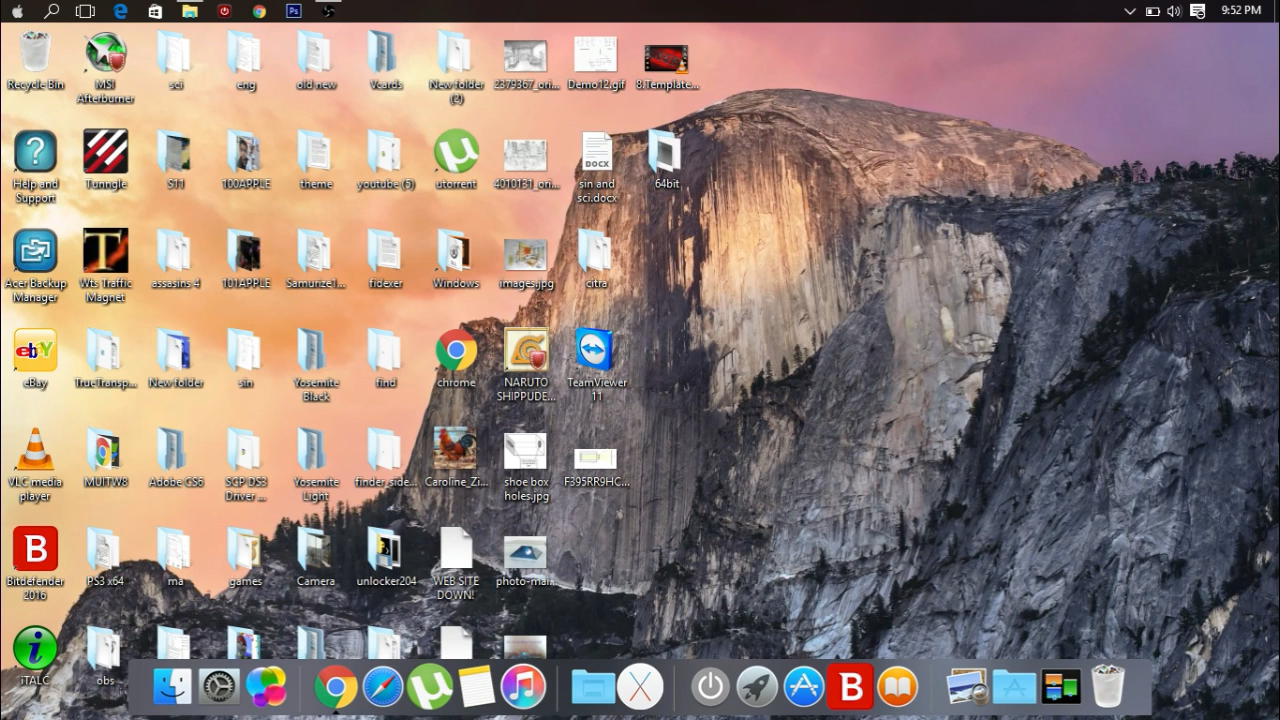 Ps
9:52 PM
Recycle Bin
MSI Afterburner
sci
eng
old new
Vcards
New folder (2)
2379367_ori...
Demo12.gif
8.Template...
Help and Support
Tunngle
S11
100APPLE
theme
youtube (5)
utorrent
4010181_ori...
DOCX
sin and sci.docx
64bit
Acer Backup Manager
T
Wts Traffic Magnet
assasins 4
101APPLE
Samurize1...
fidexer
Windows
images.jpg
citra
ebY
eBay
TrueTransp...
New folder
sin
Yosemite Black
find
chrome
NARUTO SHIPPUDE...
TeamViewer 11
VLC media player
MUITW8
Adobe CS6
SCP DS3 Driver ...
Yosemite Light
finder_side...
Caroline_Zi...
shoe box holes.jpg
F395RR9HC...
B
Bitdefender 2016
PS3 x64
ma
games
Camera
unlocker204
WEB SITE DOWN!
photo-mai...
i
iTALC
obs
B